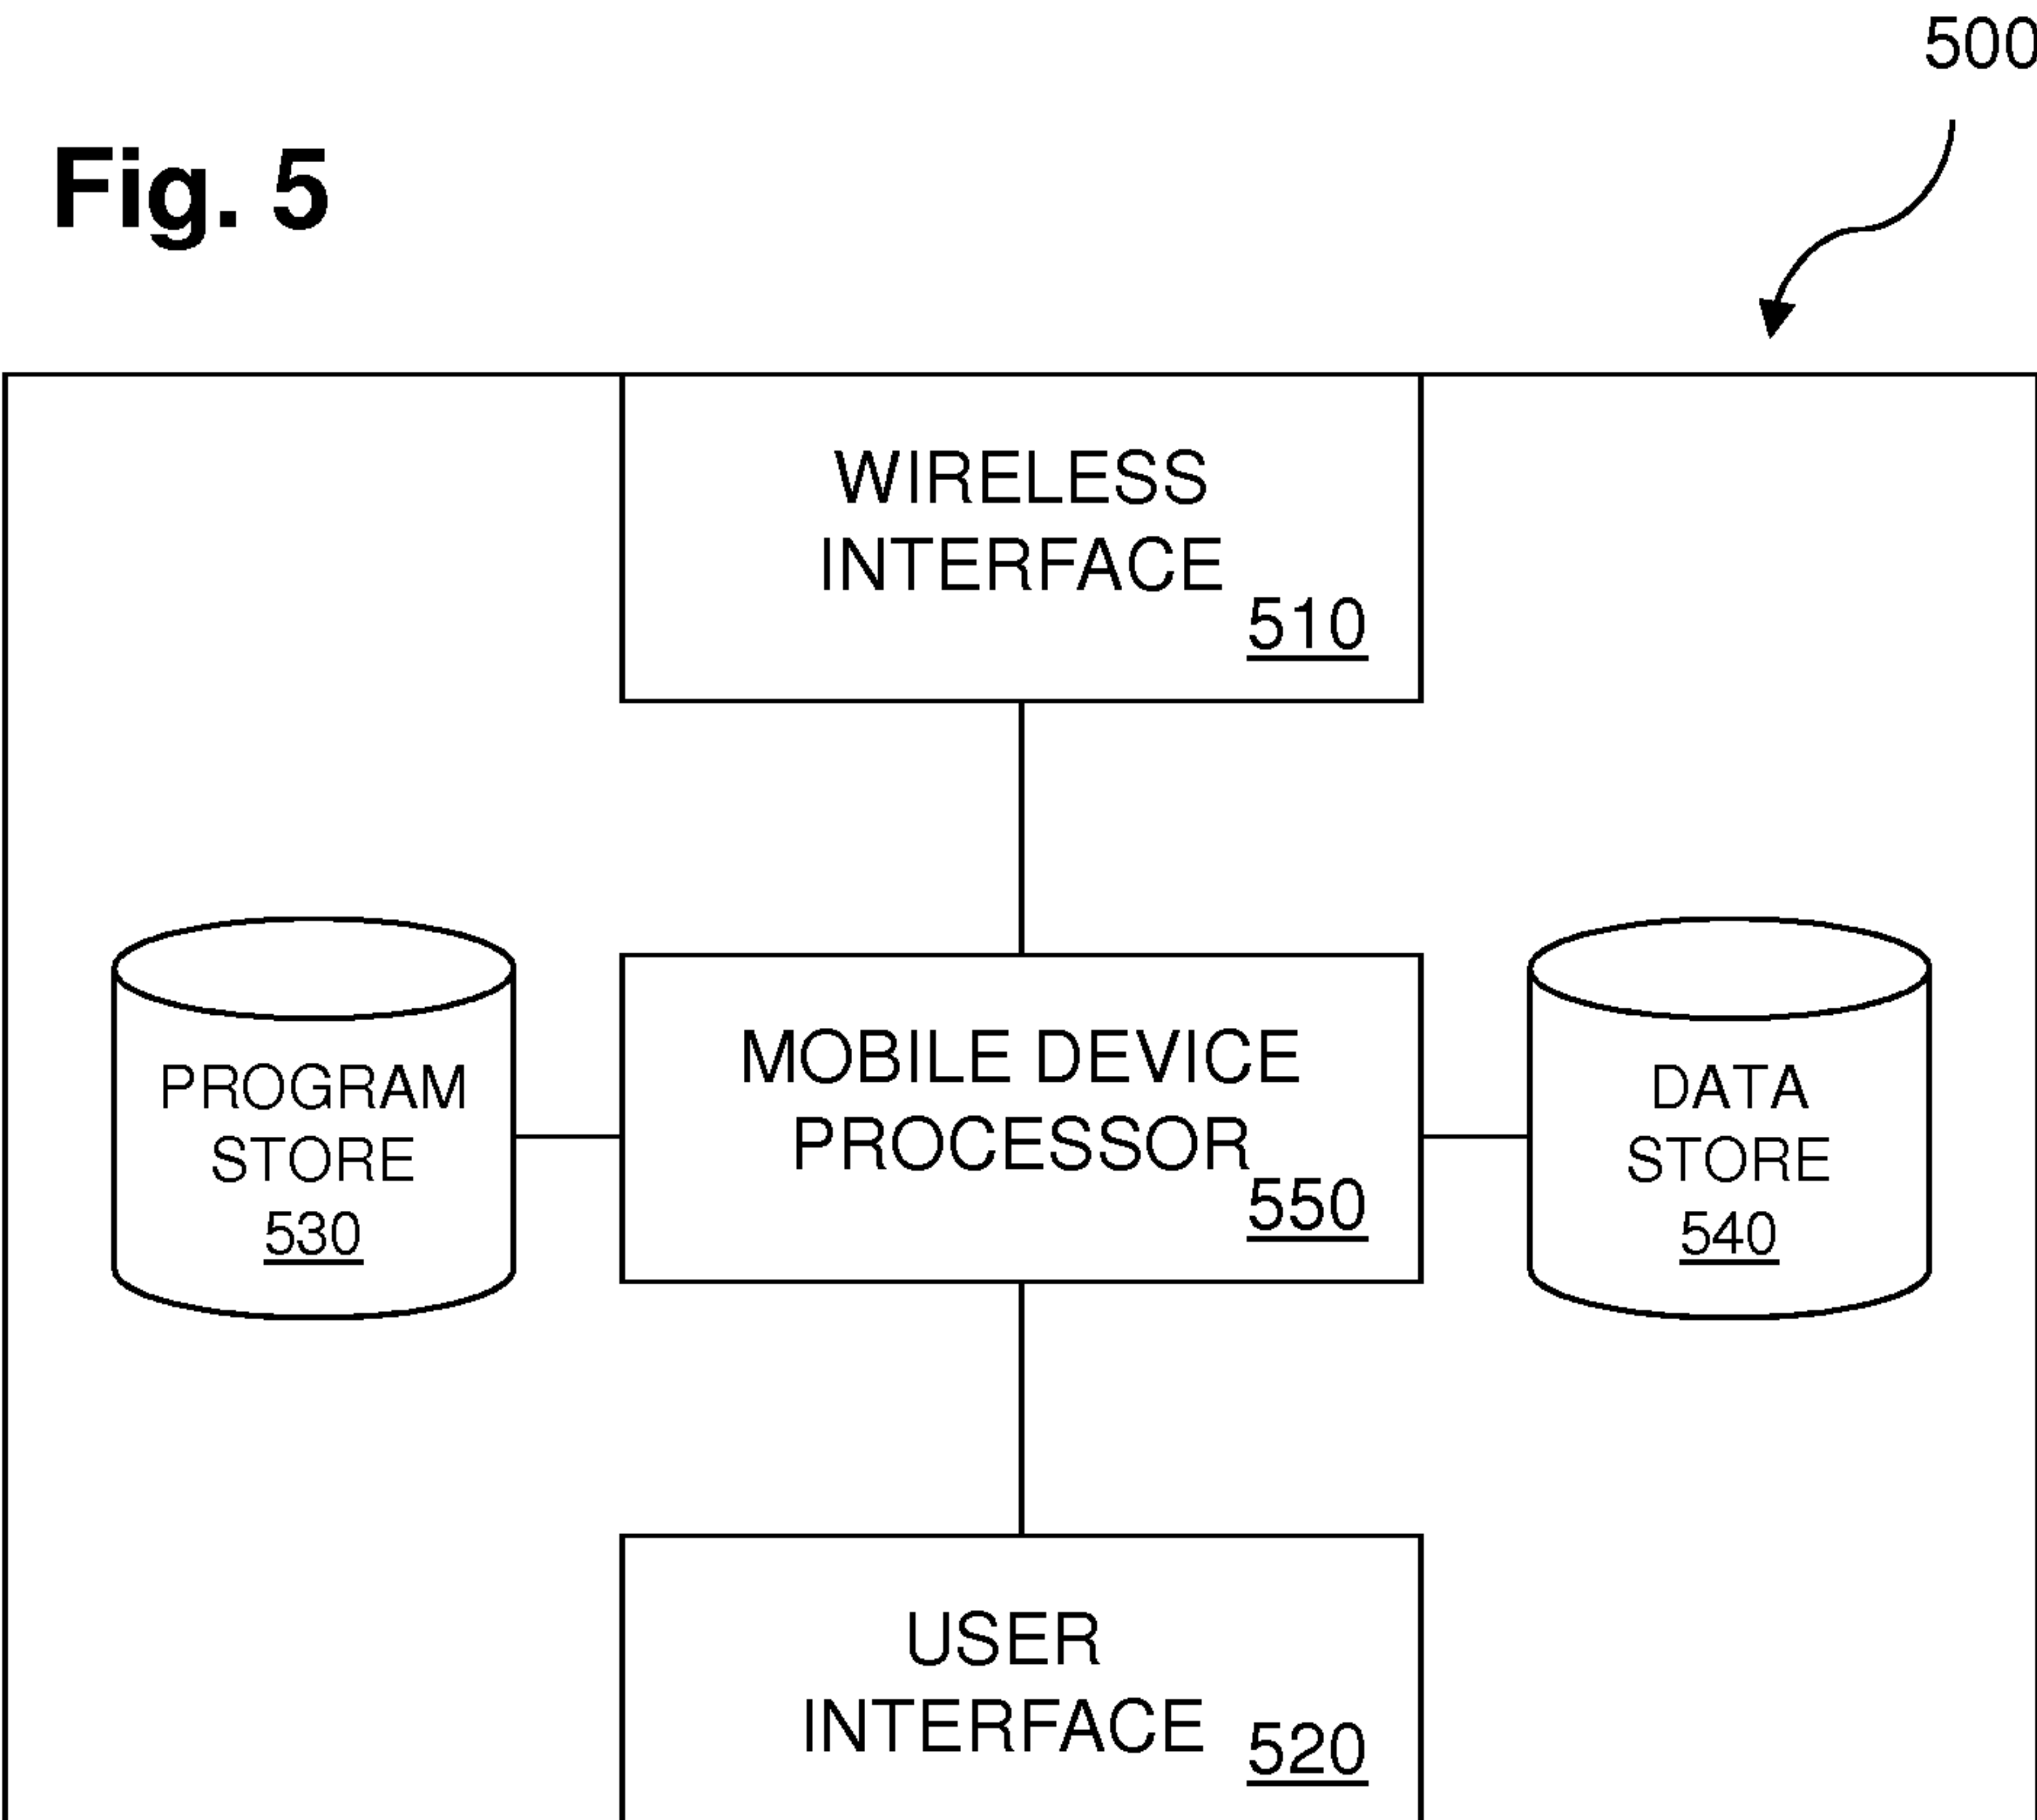 500
Fig. 5
WIRELESS
INTERFACE
510
PROGRAM
STORE
530
MOBILE DEVICE
PROCESSOR
550
DATA
STORE
540
USER
INTERFACE
520